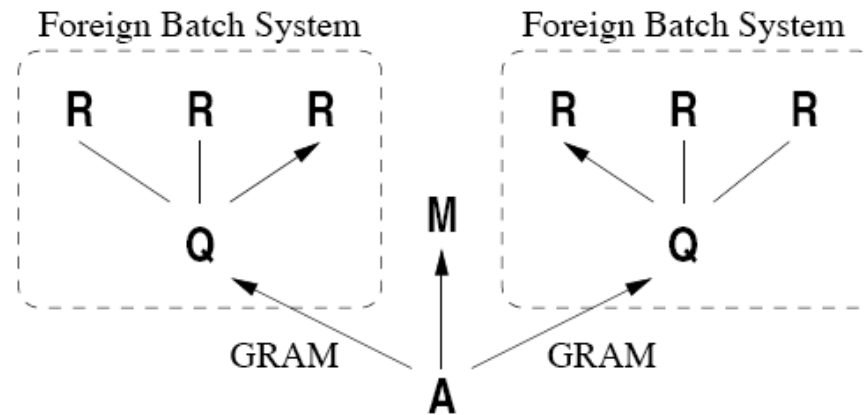 Foreign Batch System Foreign Batch System
R R R R R R
M
Q Q
GRAM GRAM
A